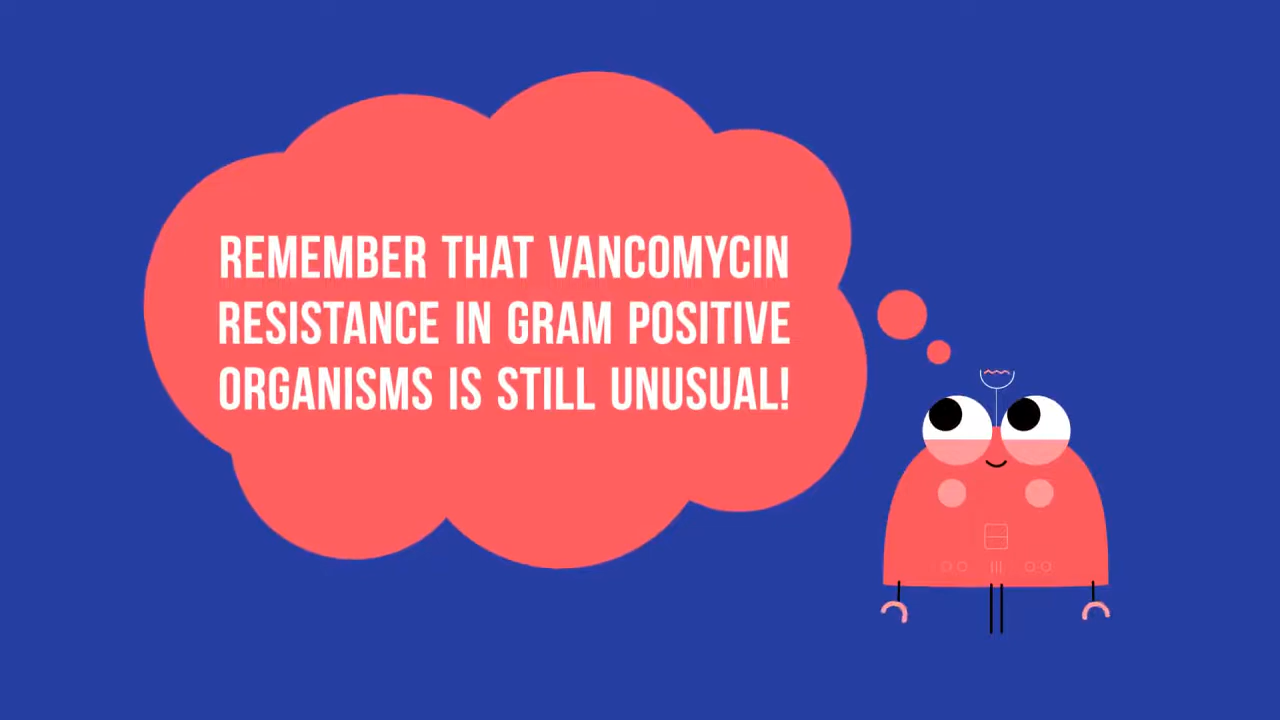 REMEMBER THAT VANCOMYCIN
RESISTANCE IN GRAM POSITIVE
ORGANISMS IS STILL UNUSUAL!